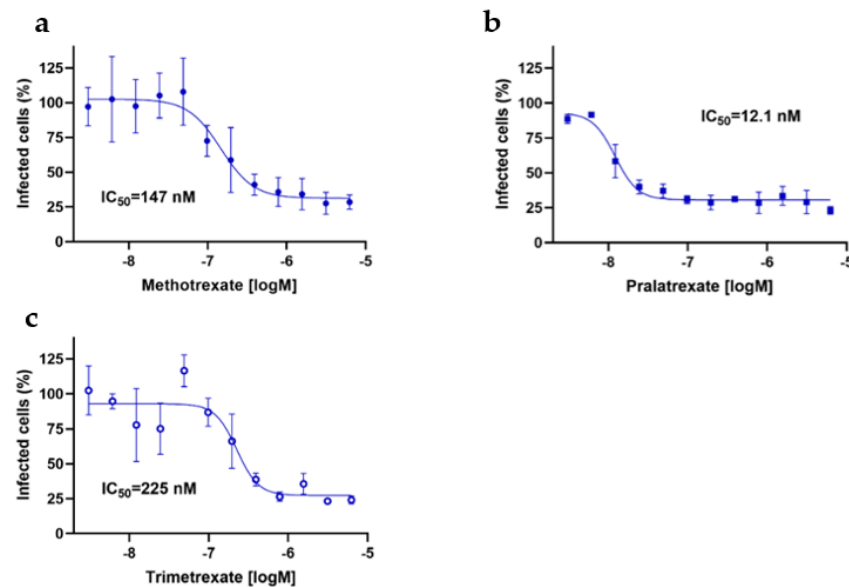 a
125
100
75
50
25
0
Infected cells (%)
IC50=147 nM
-8 -7 -6 -5
Methotrexate [logM]
b
125
100
75
50
25
0
Infected cells (%)
IC50=12.1 nM
-8 -7 -6 -5
Pralatrexate [logM]
c
125
100
75
50
25
0
Infected cells (%)
IC50=225 nM
-8 -7 -6 -5
Trimetrexate [logM]